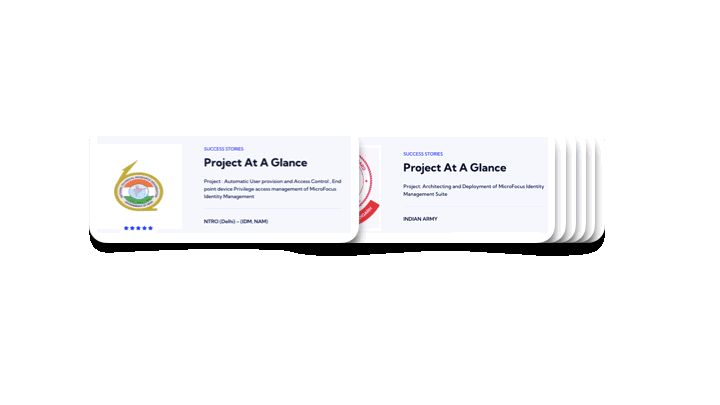 SUCCESS STORIES
Project At A Glance
Project : Automatic User provision and Access Control , End
point device Privilege access management of MicroFocus
Identity Management
NTRO (Delhi) – (IDM, NAM)
SUCCESS STORIES
Project At A Glance
Project: Architecting and Deployment of MicroFocus Identity
Management Suite
INDIAN ARMY